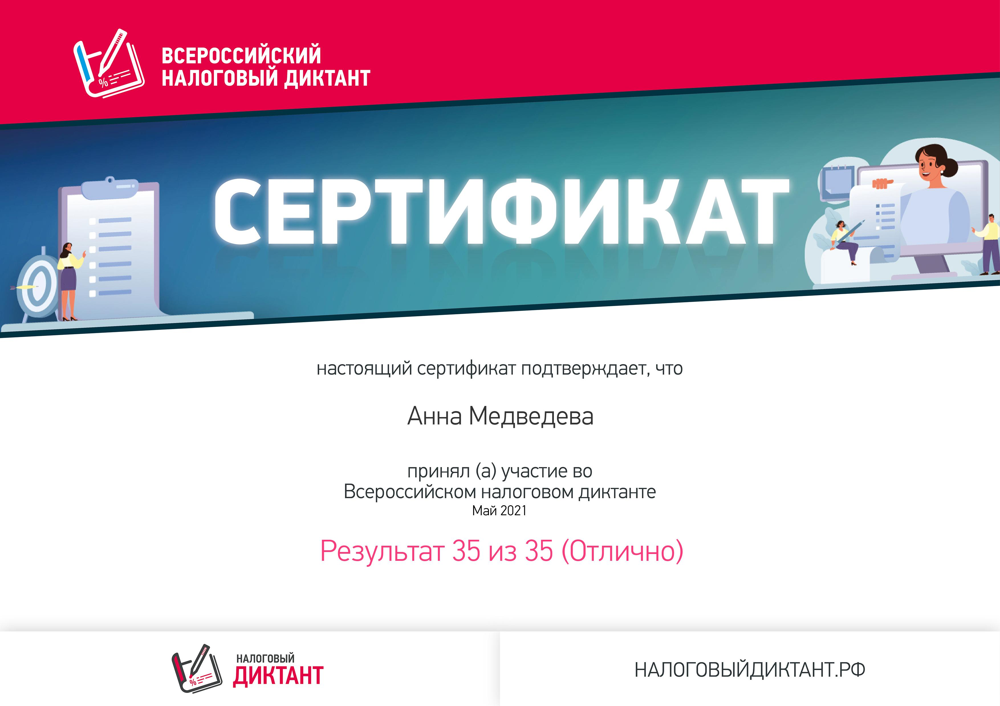 ВСЕРОССИЙСКИЙ
НАЛОГОВЫЙ ДИКТАНТ
%
СЕРТИФИКАТ
настоящий сертификат подтверждает, что
Анна Медведева
принял (а) участие во
Всероссийском налоговом диктанте
Май 2021
Результат 35 из 35 (Отлично)
%
НАЛОГОВЫЙ
ДИКТАНТ
НАЛОГОВЫЙДИКТАНТ.РФ